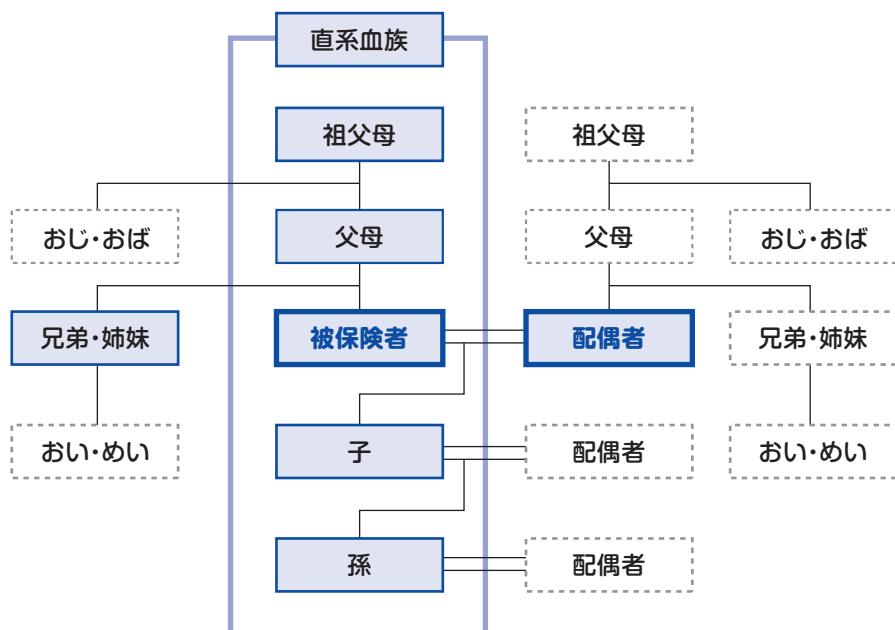 直系血族
祖父母
祖父母
おじ・おば
父母
父母
おじ・おば
兄弟・姉妹
被保険者
配偶者
兄弟・姉妹
おい・めい
子
配偶者
おい・めい
孫
配偶者